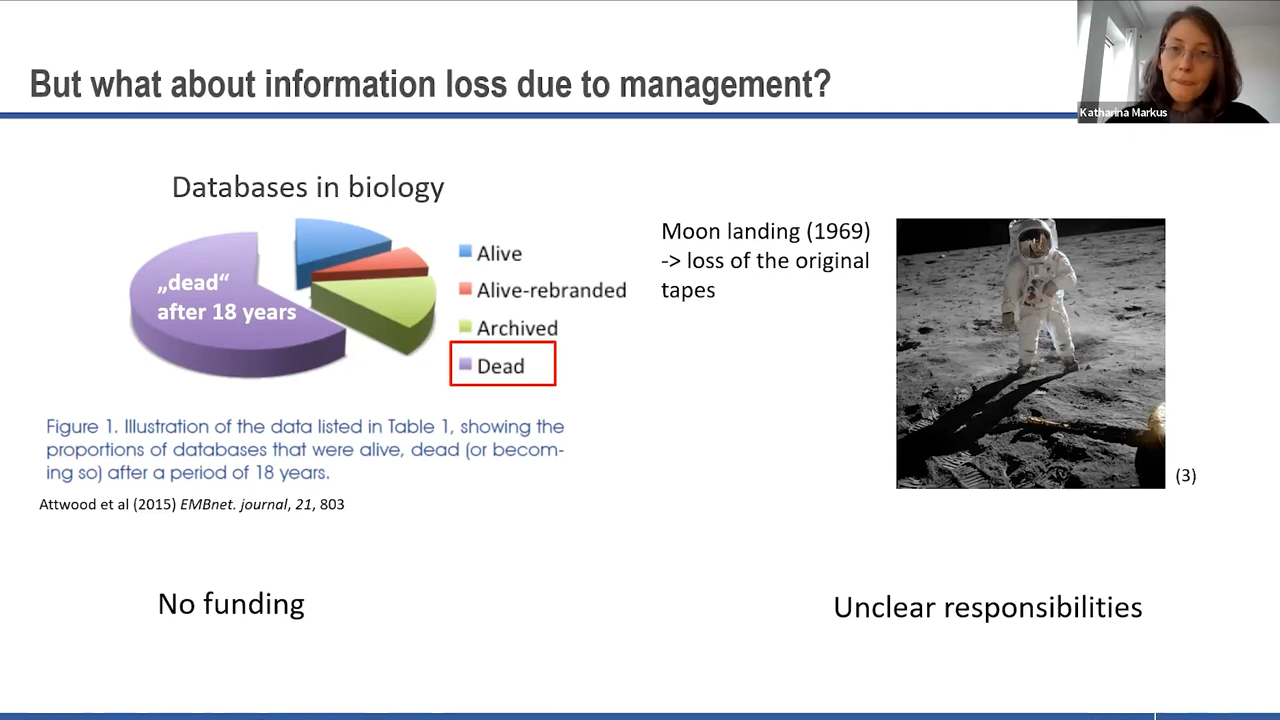 But what about information loss due to management?
Katharina Markus
Databases in biology
„dead“
after 18 years
Alive
Alive-rebranded
Archived
Dead
Figure 1. Illustration of the data listed in Table 1, showing the
proportions of databases that were alive, dead (or becom-
ing so) after a period of 18 years.
Attwood et al (2015) EMBnet. journal, 21, 803
Moon landing (1969)
-> loss of the original
tapes
(3)
No funding
Unclear responsibilities